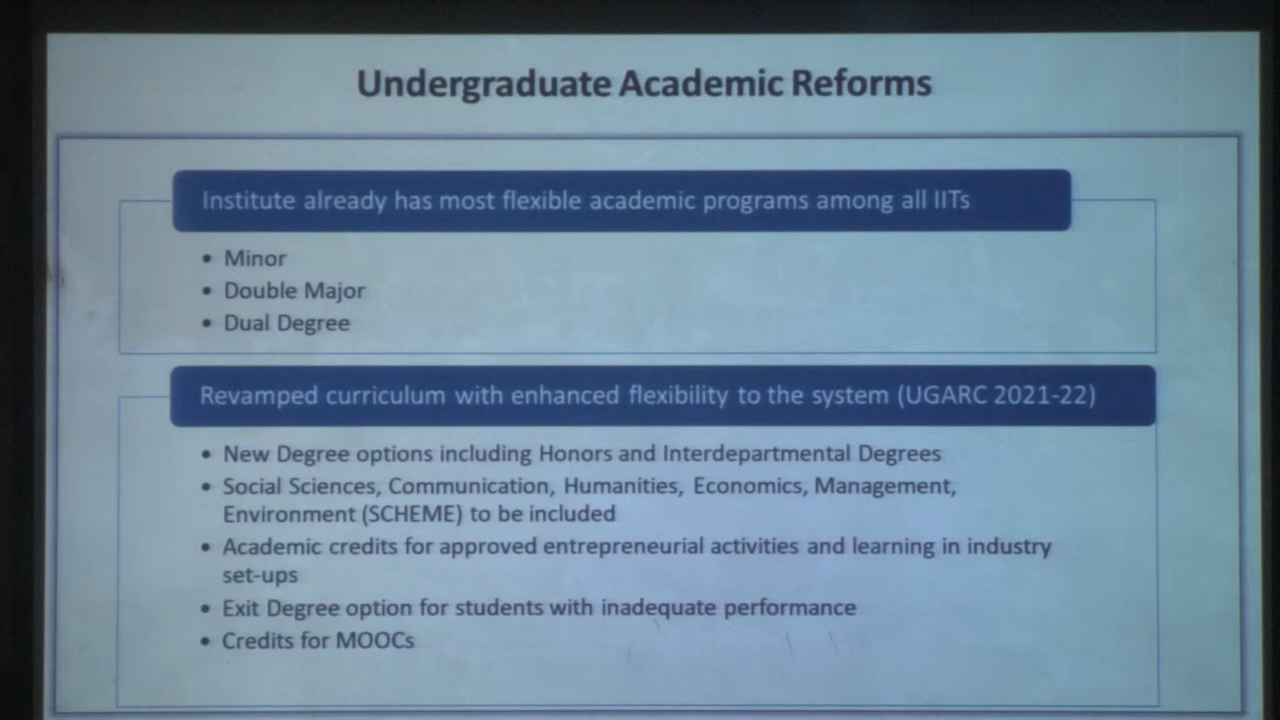 Undergraduate Academic Reforms
Institute already has most flexible academic programs among all IITs
• Minor
• Double Major
• Dual Degree
Revamped curriculum with enhanced flexibility to the system (UGARC 2021-22)
• New Degree options including Honors and Interdepartmental Degrees
• Social Sciences, Communication, Humanities, Economics, Management,
Environment (SCHEME) to be included
• Academic credits for approved entrepreneurial activities and learning in industry
set-ups
• Exit Degree option for students with inadequate performance
• Credits for MOOCs